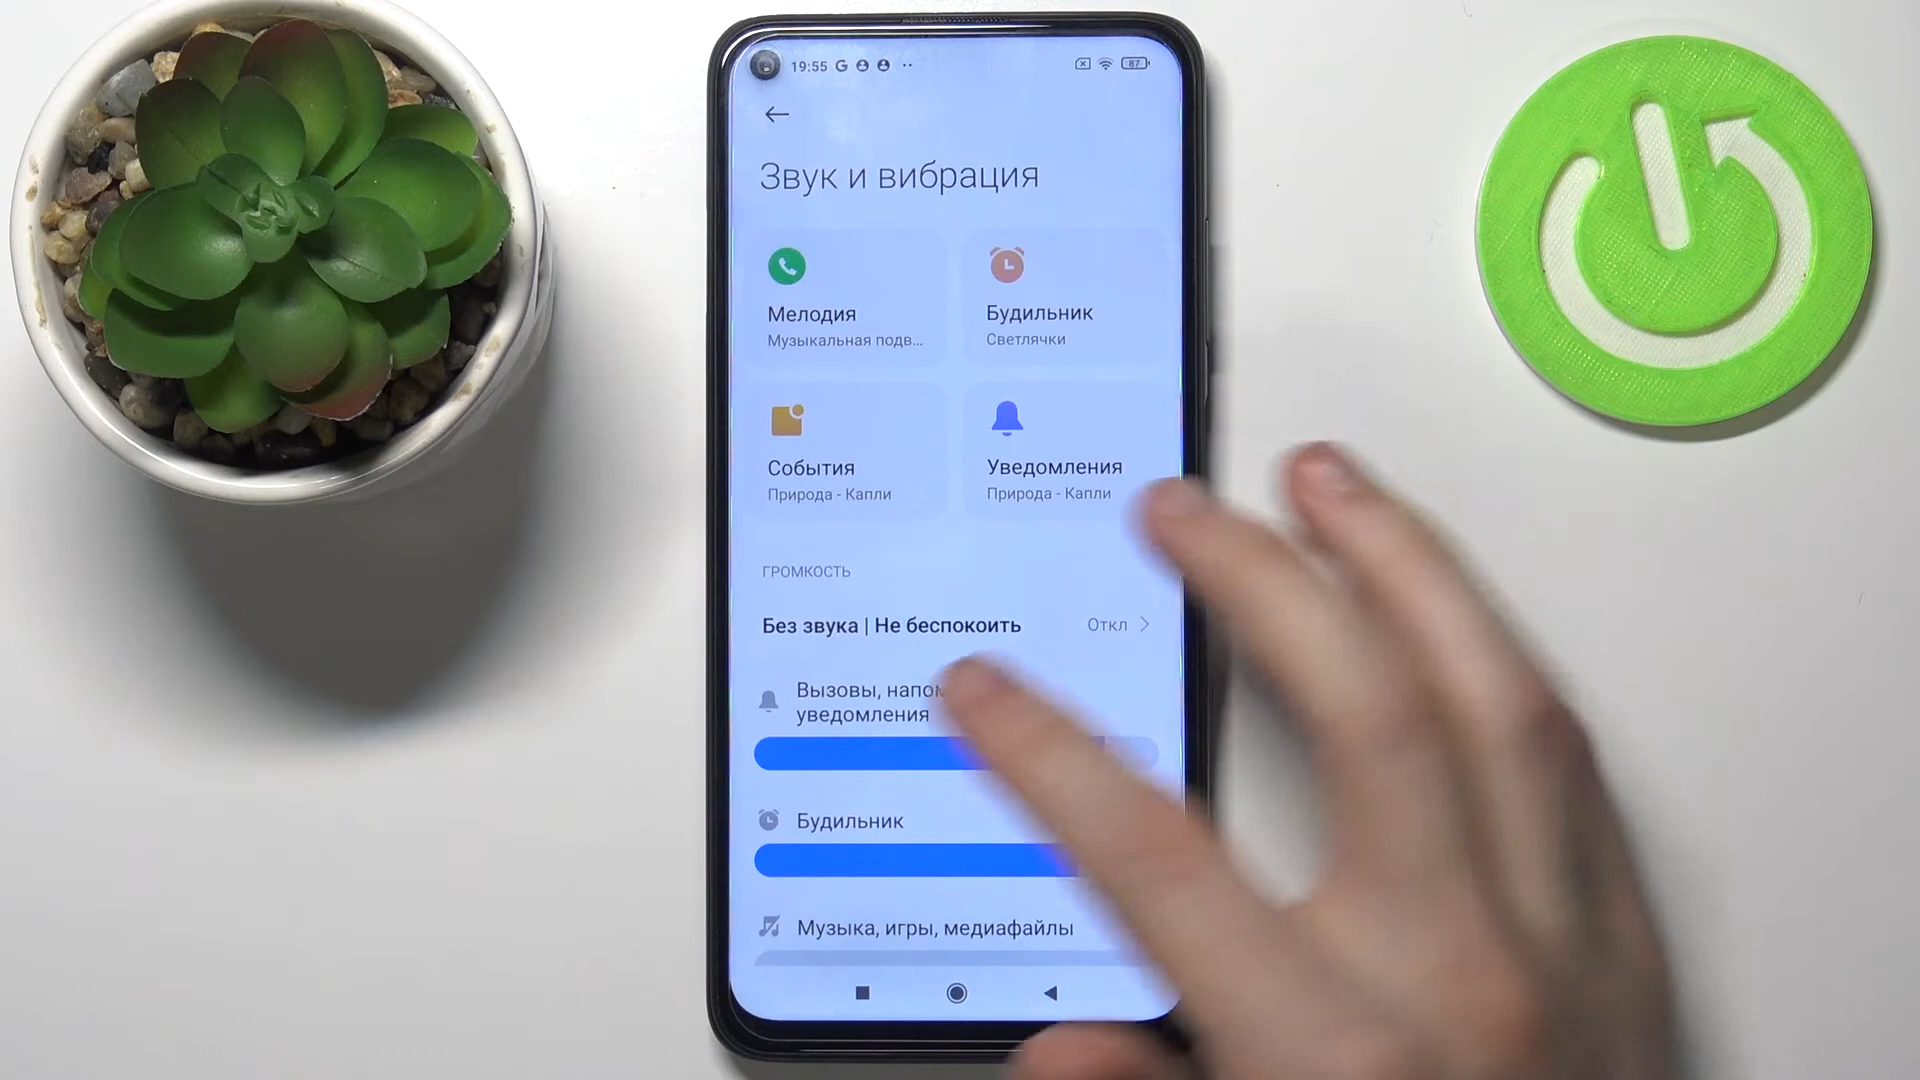 19:55
87
Звук и вибрация
Мелодия
Музыкальная подв...
Будильник
Светлячки
События
Природа - Капли
Уведомления
Природа - Капли
ГРОМКОСТЬ
Без звука | Не беспокоить
Откл
Вызовы,
уведомления
Будильник
Музыка, игры, медиафайлы